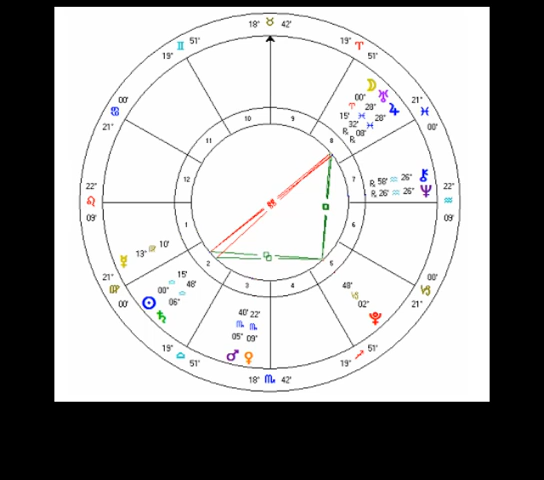 18° ♉ 42'
19° ♈ 51'
21° ♓ 00'
22° ♒ 09'
21° ♑ 00'
19° ♐ 51'
18° ♏ 42'
19° ♎ 51'
21° ♍ 00'
22° ♌ 09'
21° ♋ 00'
19° ♊ 51'
☽ 00° ♈ 15'
♅ 28° ♓ 32' ℞
♃ 28° ♓ 08' ℞
⚷ 26° ♒ 58' ℞
♆ 26° ♒ 26' ℞
♇ 02° ♑ 48'
♀ 09° ♏ 22'
♂ 05° ♏ 40'
♄ 06° ♎ 48'
☉ 00° ♎ 15'
☿ 13° ♍ 10'
1
2
3
4
5
6
7
8
9
10
11
12